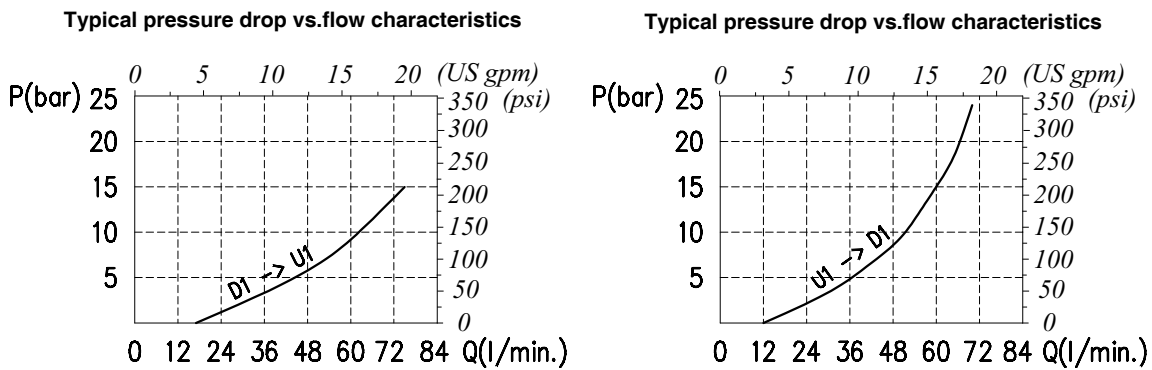 Typical pressure drop vs.flow characteristics
0 5 10 15 20 (US gpm)
P(bar) 25 350 (psi)
300
20
250
15 200
10 150
100
5 50
0
D1 -> U1
0 12 24 36 48 60 72 84 Q(l/min.)
Typical pressure drop vs.flow characteristics
0 5 10 15 20 (US gpm)
P(bar) 25 350 (psi)
300
20
250
15 200
10 150
100
5 50
0
U1 -> D1
0 12 24 36 48 60 72 84 Q(l/min.)